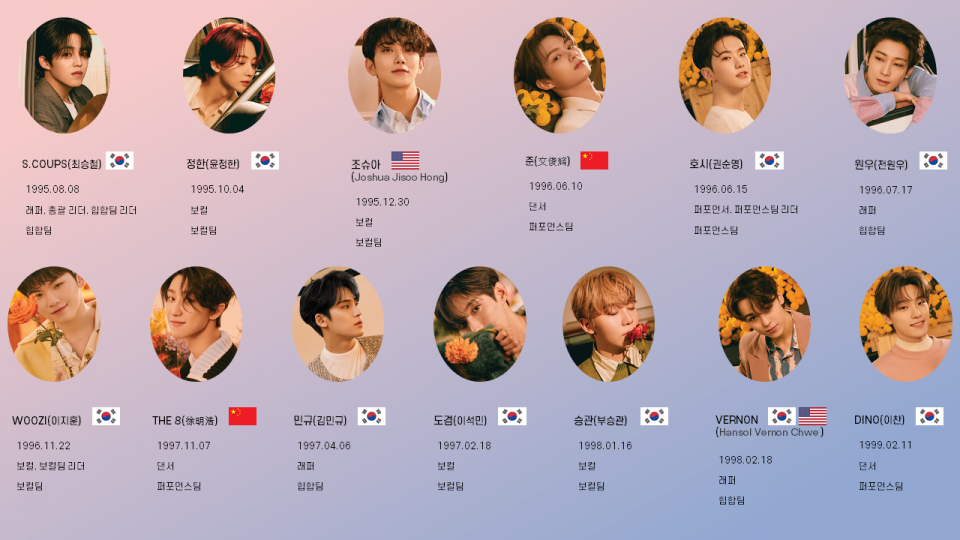 S.COUPS(최승철)
1995.08.08
래퍼, 총괄 리더, 힙합팀 리더
힙합팀
정한(윤정한)
1995.10.04
보컬
보컬팀
조슈아
(Joshua Jisoo Hong)
1995.12.30
보컬
보컬팀
준(文俊辉)
1996.06.10
댄서
퍼포먼스팀
호시(권순영)
1996.06.15
퍼포먼서, 퍼포먼스팀 리더
퍼포먼스팀
원우(전원우)
1996.07.17
래퍼
힙합팀
WOOZI(이지훈)
1996.11.22
보컬, 보컬팀 리더
보컬팀
THE 8(徐明浩)
1997.11.07
댄서
퍼포먼스팀
민규(김민규)
1997.04.06
래퍼
힙합팀
도겸(이석민)
1997.02.18
보컬
보컬팀
승관(부승관)
1998.01.16
보컬
보컬팀
VERNON
(Hansol Vernon Chwe)
1998.02.18
래퍼
힙합팀
DINO(이찬)
1999.02.11
댄서
퍼포먼스팀